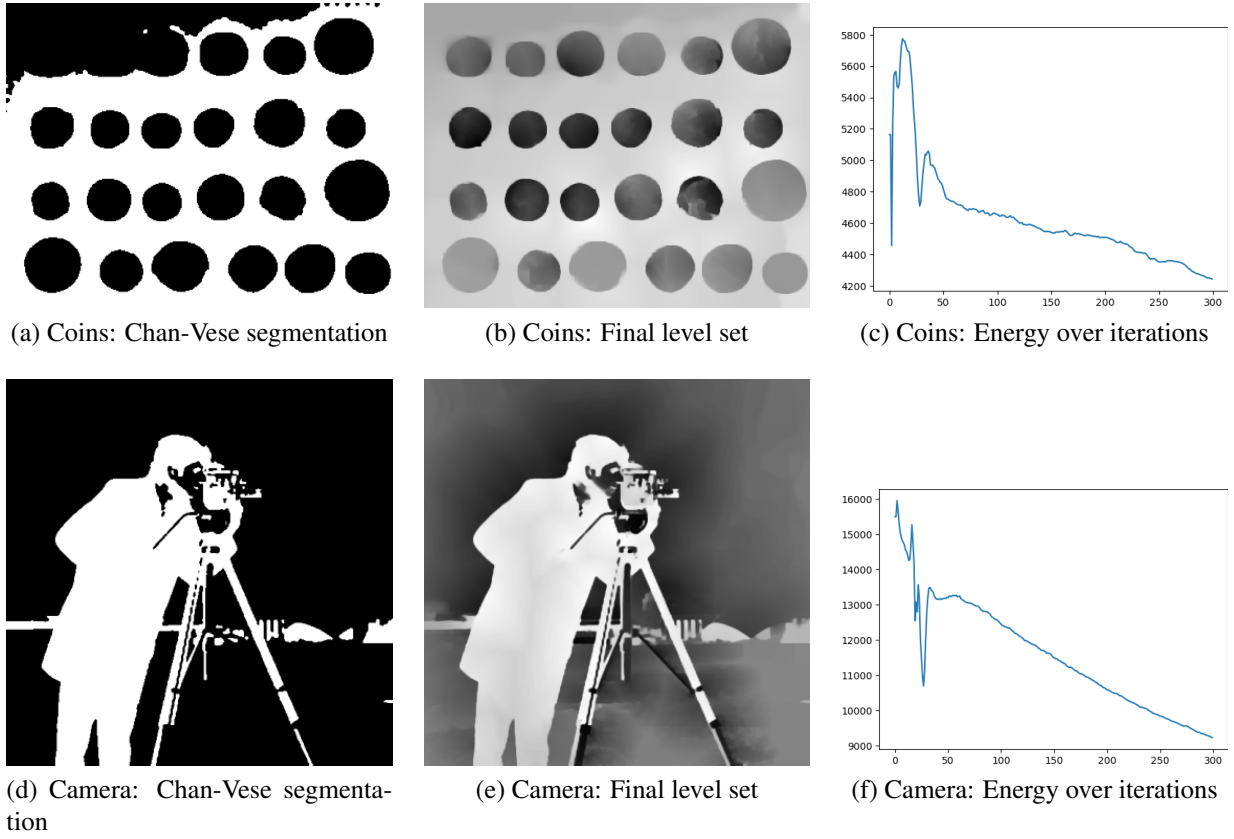 5800
5600
5400
5200
5000
4800
4600
4400
4200
0 50 100 150 200 250 300
(a) Coins: Chan-Vese segmentation
(b) Coins: Final level set
(c) Coins: Energy over iterations
16000
15000
14000
13000
12000
11000
10000
9000
0 50 100 150 200 250 300
(d) Camera: Chan-Vese segmenta-
tion
(e) Camera: Final level set
(f) Camera: Energy over iterations